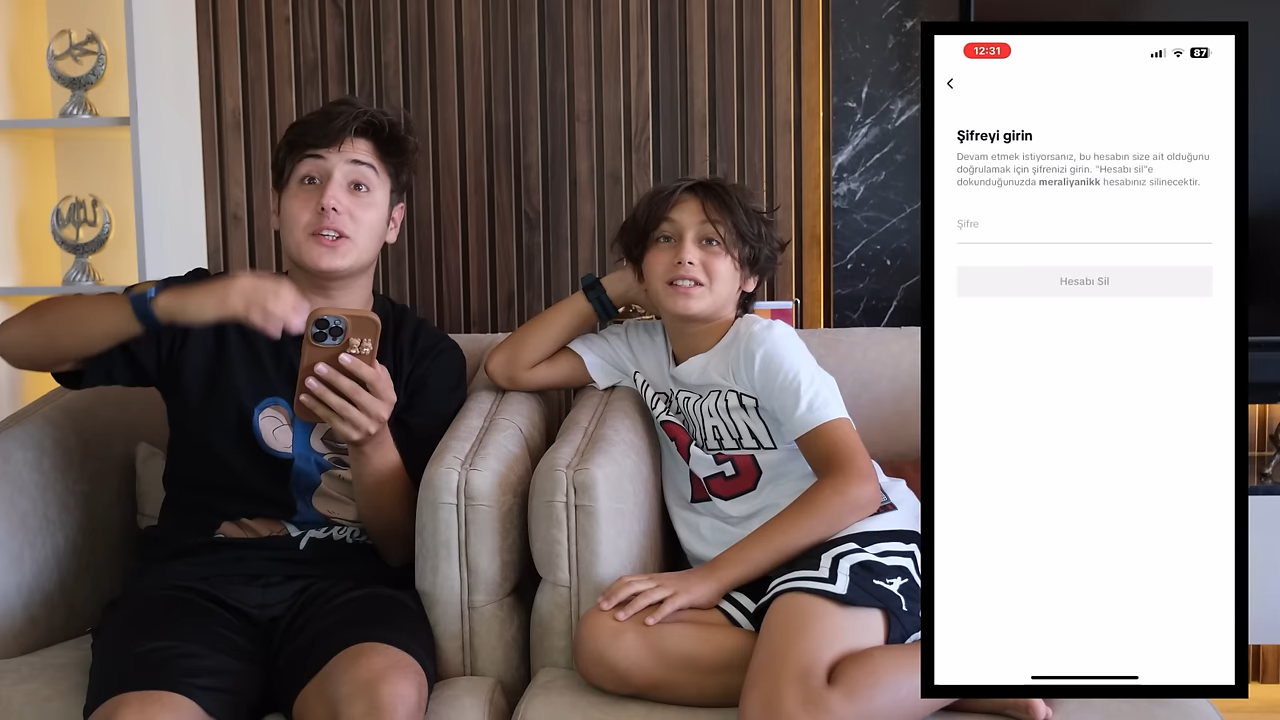 12:31
87
Şifreyi girin
Devam etmek istiyorsanız, bu hesabın size ait olduğunu
doğrulamak için şifrenizi girin. "Hesabı sil"e
dokunduğunuzda meraliyanikk hesabınız silinecektir.
Şifre
Hesabı Sil